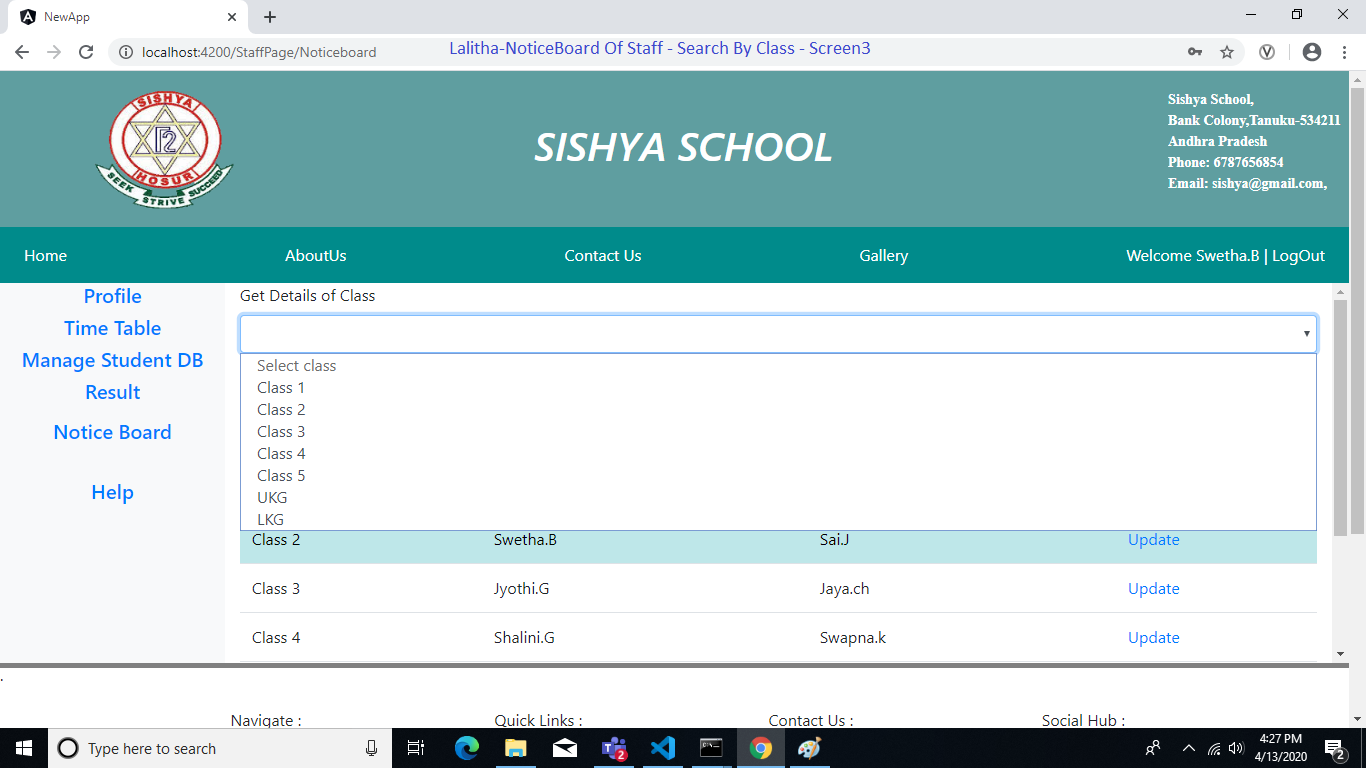 NewApp
localhost:4200/StaffPage/Noticeboard
Lalitha-NoticeBoard Of Staff - Search By Class - Screen3
SISHYA
HOSUR
SEEK STRIVE SUCCEED
SISHYA SCHOOL
Sishya School,
Bank Colony,Tanuku-534211
Andhra Pradesh
Phone: 6787656854
Email: sishya@gmail.com,
Home AboutUs Contact Us Gallery Welcome Swetha.B | LogOut
Profile
Time Table
Manage Student DB
Result
Notice Board
Help
Get Details of Class
Select class
Class 1
Class 2
Class 3
Class 4
Class 5
UKG
LKG
Class 2 Swetha.B Sai.J Update
Class 3 Jyothi.G Jaya.ch Update
Class 4 Shalini.G Swapna.k Update
.
Navigate : Quick Links : Contact Us : Social Hub :
Type here to search
2
4:27 PM
4/13/2020
2